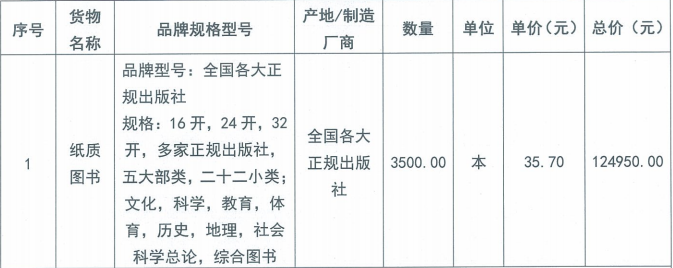 序号 货物名称 品牌规格型号 产地/制造厂商 数量 单位 单价（元） 总价（元）
1 纸质图书
品牌型号：全国各大正
规出版社
规格：16开，24开，32
开，多家正规出版社，
五大部类，二十二小类；
文化，科学，教育，体
育，历史，地理，社会
科学总论，综合图书
全国各大
正规出版
社
3500.00 本 35.70 124950.00